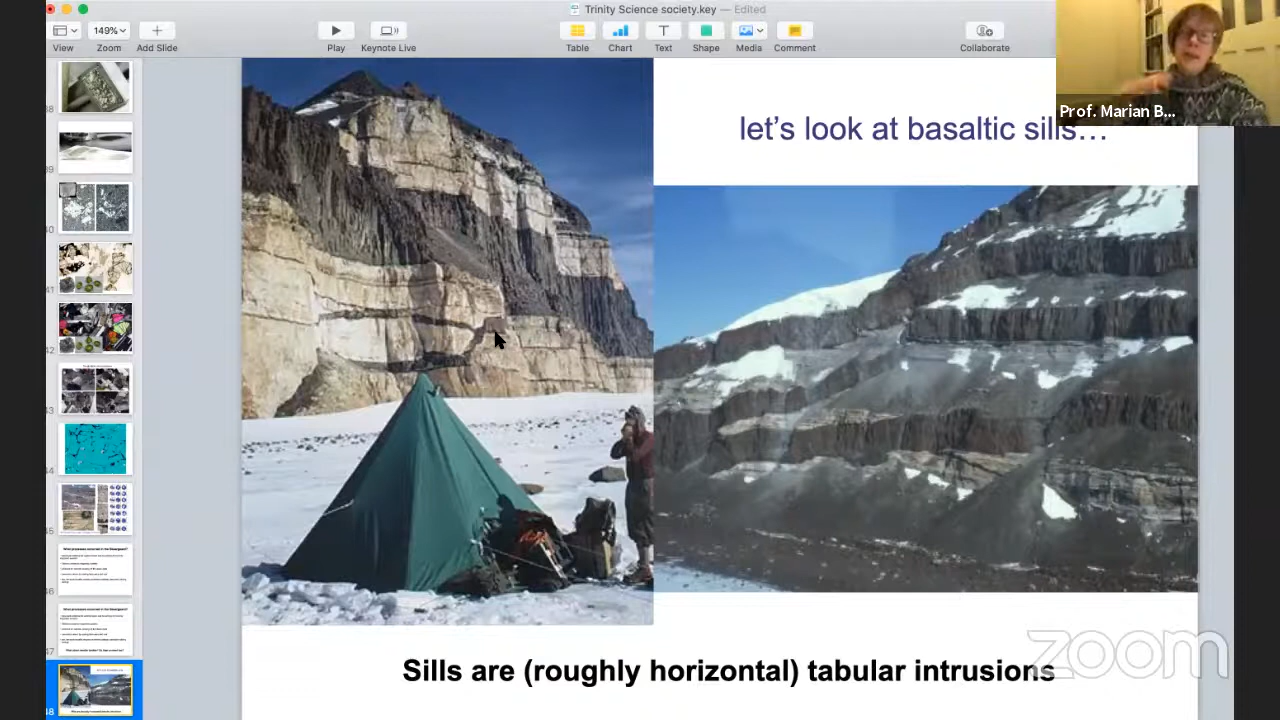 Trinity Science society.key — Edited
149%
View
Zoom
Add Slide
Play
Keynote Live
Table
Chart
Text
Shape
Media
Comment
Collaborate
Prof. Marian B...
let's look at basaltic sills...
Sills are (roughly horizontal) tabular intrusions
zoom